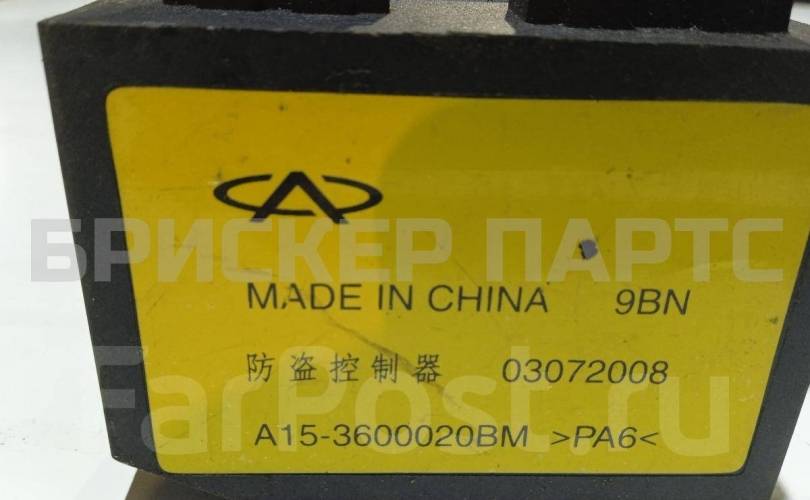 БРИСКЕР ПАРТС
MADE IN CHINA 9BN
防盗控制器 03072008
FarPost.ru
A15-3600020BM >PA6<